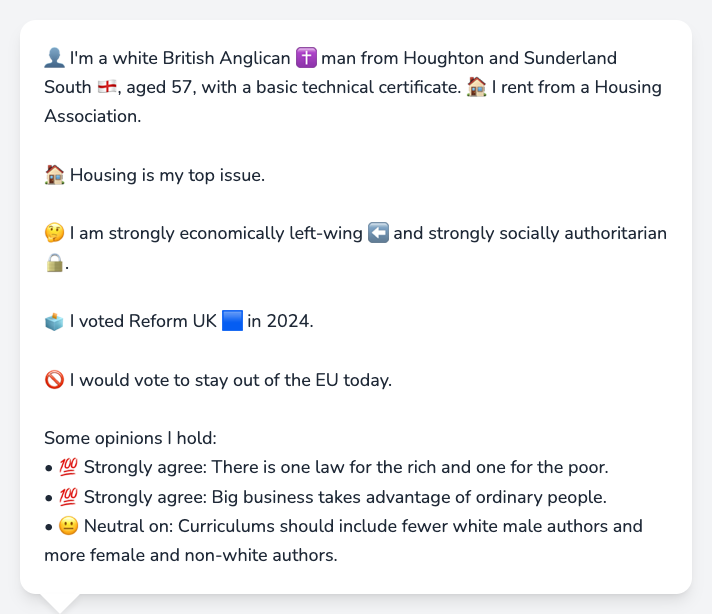 👤 I'm a white British Anglican ✝️ man from Houghton and Sunderland
South 🏴󠁧󠁢󠁥󠁮󠁧󠁿, aged 57, with a basic technical certificate. 🏠 I rent from a Housing
Association.
🏠 Housing is my top issue.
🤔 I am strongly economically left-wing ⬅️ and strongly socially authoritarian
🔒.
🗳️ I voted Reform UK 🟦 in 2024.
🚫 I would vote to stay out of the EU today.
Some opinions I hold:
• 💯 Strongly agree: There is one law for the rich and one for the poor.
• 💯 Strongly agree: Big business takes advantage of ordinary people.
• 😐 Neutral on: Curriculums should include fewer white male authors and
more female and non-white authors.